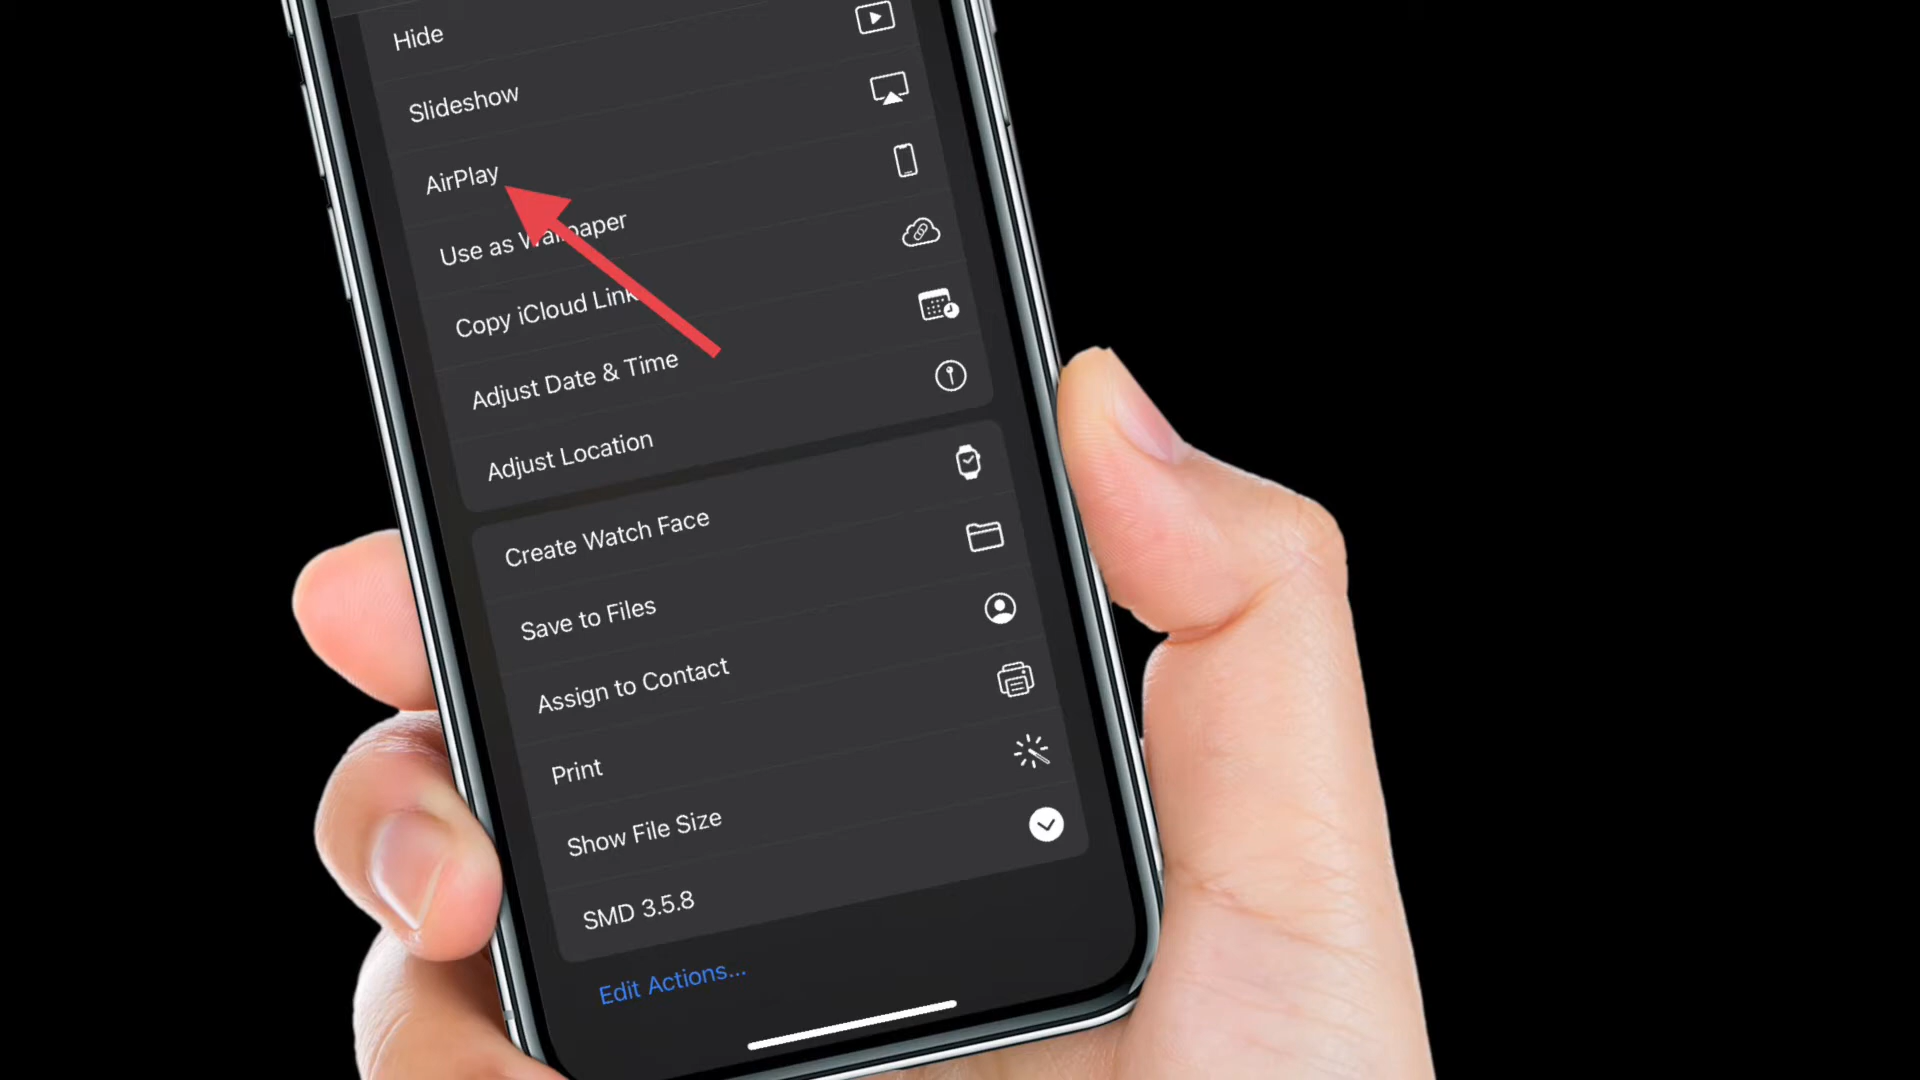 Hide
Slideshow
AirPlay
Use as Wallpaper
Copy iCloud Link
Adjust Date & Time
Adjust Location
Create Watch Face
Save to Files
Assign to Contact
Print
Show File Size
SMD 3.5.8
Edit Actions...